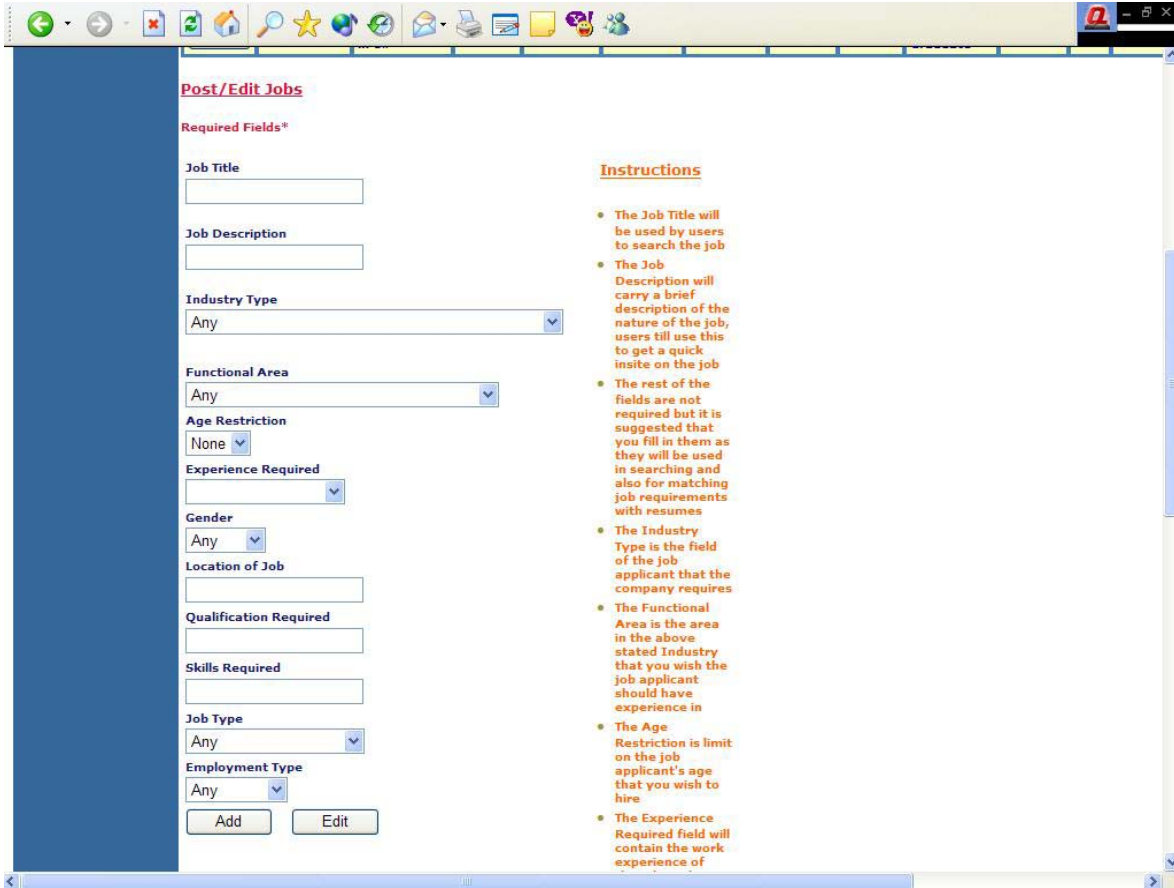 Post/Edit Jobs
Required Fields*
Job Title
Job Description
Industry Type
Any
Functional Area
Any
Age Restriction
None
Experience Required
Gender
Any
Location of Job
Qualification Required
Skills Required
Job Type
Any
Employment Type
Any
Add Edit
Instructions
The Job Title will
be used by users
to search the job
The Job
Description will
carry a brief
description of the
nature of the job,
users till use this
to get a quick
insite on the job
The rest of the
fields are not
required but it is
suggested that
you fill in them as
they will be used
in searching and
also for matching
job requirements
with resumes
The Industry
Type is the field
of the job
applicant that the
company requires
The Functional
Area is the area
in the above
stated Industry
that you wish the
job applicant
should have
experience in
The Age
Restriction is limit
on the job
applicant's age
that you wish to
hire
The Experience
Required field will
contain the work
experience of